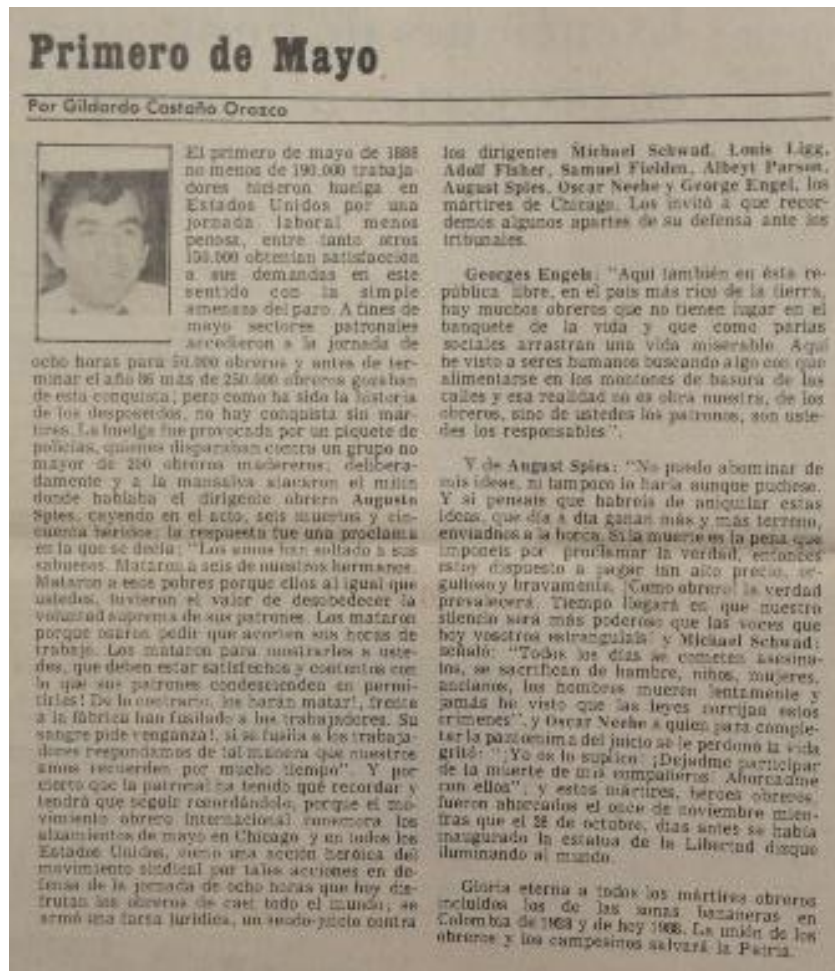 Primero de Mayo
Por Gildardo Castaño Orozco
El primero de mayo de 1886
no menos de 190.000 trabaja-
dores hicieron huelga en
Estados Unidos por una
jornada laboral menos
penosa, entre tanto otros
150.000 obtenían satisfacción
a sus demandas en este
sentido con la simple
amenaza del paro. A fines de
mayo sectores patronales
accedieron a la jornada de
ocho horas para 50.000 obreros y antes de ter-
minar el año 86 más de 250.000 obreros gozaban
de esta conquista; pero como ha sido la historia
de los desposeídos, no hay conquista sin már-
tires. La huelga fue provocada por un piquete de
policías, quienes disparaban contra un grupo no
mayor de 200 obreros madereros, delibera-
damente y a la mansalva atacaron el mitin
donde hablaba el dirigente obrero Augusto
Spies, cayendo en el acto, seis muertos y cin-
cuenta heridos; la respuesta fue una proclama
en la que se decía: "Los amos han soltado a sus
sabuesos. Mataron a seis de nuestros hermanos.
Mataron a esos pobres porque ellos al igual que
ustedes, tuvieron el valor de desobedecer la
voluntad suprema de sus patrones. Los mataron
porque osaron pedir que acorten sus horas de
trabajo. Los mataron para mostrarles a uste-
des, que deben estar satisfechos y contentos con
lo que sus patrones condescienden en permi-
tirles! De lo contrario, los harán matar!, frente
a la fábrica han fusilado a los trabajadores. Su
sangre pide venganza!, si se fusila a los trabaja-
dores respondamos de tal manera que nuestros
amos recuerden por mucho tiempo". Y por
cierto que la patronal ha tenido qué recordar y
tendrá que seguir recordándolo, porque el mo-
vimiento obrero internacional conmemora los
alzamientos de mayo en Chicago y en todos los
Estados Unidos, como una acción heroica del
movimiento sindical por tales acciones en de-
fensa de la jornada de ocho horas que hoy dis-
frutan los obreros de casi todo el mundo, se
armó una farsa jurídica, un seudo-juicio contra
los dirigentes Michael Schwad, Louis Ligg,
Adolf Fisher, Samuel Fielden, Albeyt Parson,
August Spies, Oscar Neebe y George Engel, los
mártires de Chicago. Los invitó a que recor-
demos algunos apartes de su defensa ante los
tribunales.
Georges Engels: "Aquí también en ésta re-
pública libre, en el país más rico de la tierra,
hay muchos obreros que no tienen lugar en el
banquete de la vida y que como parias
sociales arrastran una vida miserable. Aquí
he visto a seres humanos buscando algo con que
alimentarse en los montones de basura de las
calles y esa realidad no es obra nuestra, de los
obreros, sino de ustedes los patronos, son uste-
des los responsables".
Y de August Spies: "No puedo abominar de
mis ideas, ni tampoco lo haría aunque pudiese.
Y si pensáis que habréis de aniquilar estas
ideas, que día a día ganan más y más terreno,
enviadnos a la horca. Si la muerte es la pena que
imponéis por proclamar la verdad, entonces
estoy dispuesto a pagar tan alto precio, or-
gulloso y bravamente. ¡Como obrero! la verdad
prevalecerá. Tiempo llegará en que nuestro
silencio será más poderoso que las voces que
hoy vosotros estranguláis" y Michael Schwad:
señaló: "Todos los días se cometen asesina-
tos, se sacrifican de hambre, niños, mujeres,
ancianos, los hombres mueren lentamente y
jamás he visto que las leyes corrijan estos
crímenes", y Oscar Neebe a quien para comple-
tar la pantomima del juicio se le perdonó la vida
gritó: "¡Yo os lo suplico! ¡Dejadme participar
de la muerte de mis compañeros! Ahorcadme
con ellos", y estos mártires, héroes obreros
fueron ahorcados el once de noviembre mien-
tras que el 28 de octubre, días antes se había
inaugurado la estatua de la Libertad dizque
iluminando al mundo.
Gloria eterna a todos los mártires obreros
incluidos los de las zonas bananeras en
Colombia de 1928 y de hoy 1988. La unión de los
obreros y los campesinos salvará la Patria.